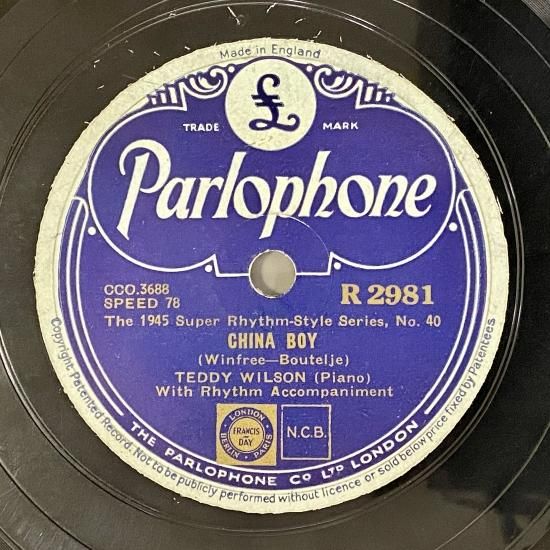 Made in England
£
TRADE MARK
Parlophone
CCO.3688
SPEED 78
R 2981
The 1945 Super Rhythm-Style Series, No. 40
CHINA BOY
(Winfree—Boutelje)
TEDDY WILSON (Piano)
With Rhythm Accompaniment
LONDON
FRANCIS
DAY
BERLIN PARIS
N.C.B.
THE PARLOPHONE CO LTD LONDON
Copyright Patented Record. Not to be publicly performed without licence or sold below price fixed by Patentees